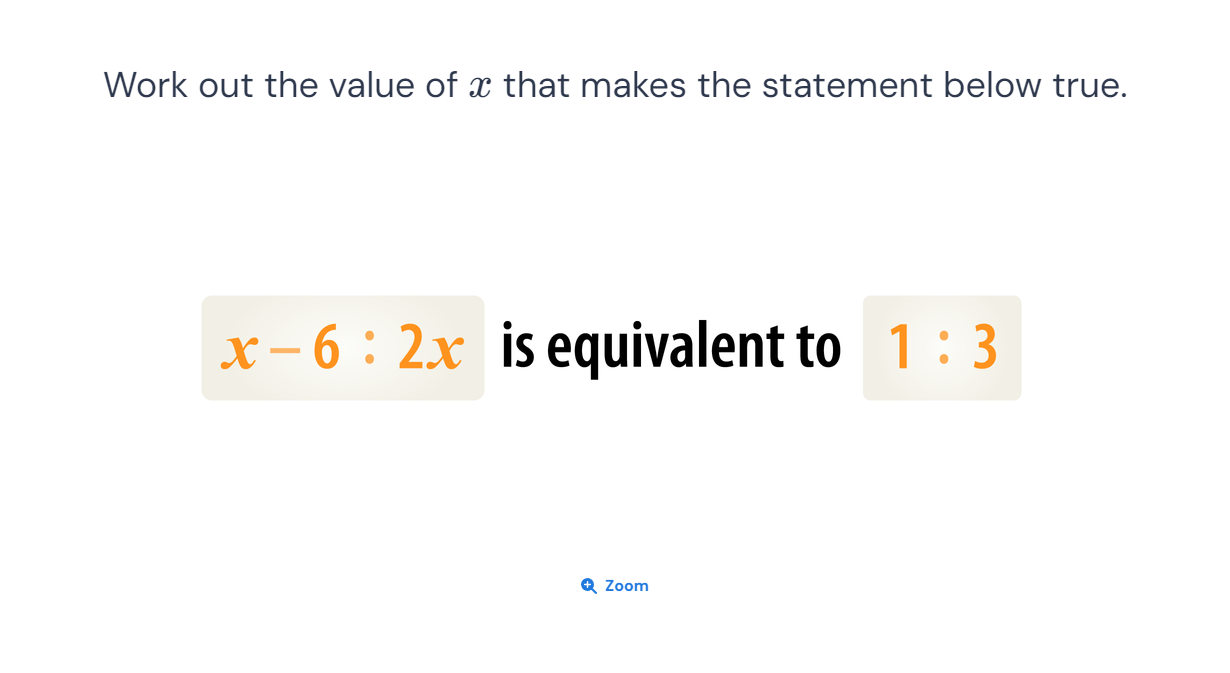 Work out the value of x that makes the statement below true.
x – 6 : 2x is equivalent to 1 : 3
Zoom